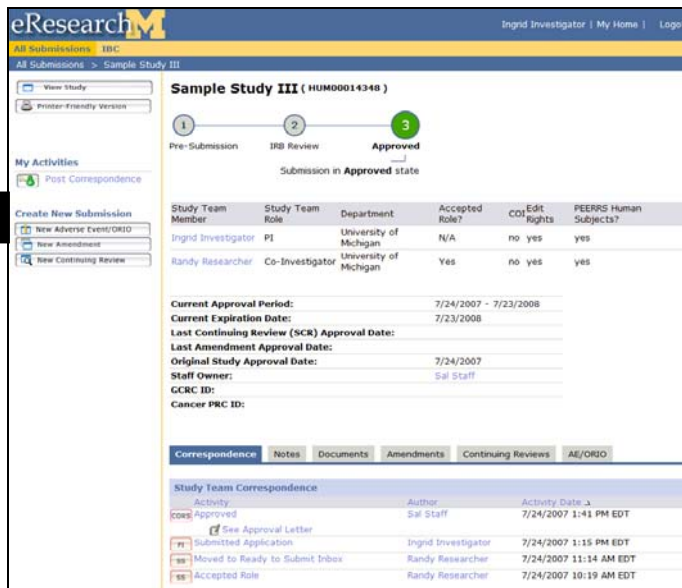 eResearch M
Ingrid Investigator | My Home | Logo
All Submissions IBC
All Submissions > Sample Study III
View Study
Printer-Friendly Version
My Activities
Post Correspondence
Create New Submission
New Adverse Event/ORIO
New Amendment
New Continuing Review
Sample Study III ( HUM00014348 )
1 2 3
Pre-Submission IRB Review Approved
Submission in Approved state
Study Team Member Study Team Role Department Accepted Role? COI Edit Rights PEERRS Human Subjects?
Ingrid Investigator PI University of Michigan N/A no yes yes
Randy Researcher Co-Investigator University of Michigan Yes no yes yes
Current Approval Period: 7/24/2007 - 7/23/2008
Current Expiration Date: 7/23/2008
Last Continuing Review (SCR) Approval Date:
Last Amendment Approval Date:
Original Study Approval Date: 7/24/2007
Staff Owner: Sal Staff
GCRC ID:
Cancer PRC ID:
Correspondence Notes Documents Amendments Continuing Reviews AE/ORIO
Study Team Correspondence
Activity Author Activity Date
CORS Approved Sal Staff 7/24/2007 1:41 PM EDT
See Approval Letter
PI Submitted Application Ingrid Investigator 7/24/2007 1:15 PM EDT
SS Moved to Ready to Submit Inbox Randy Researcher 7/24/2007 11:14 AM EDT
SS Accepted Role Randy Researcher 7/24/2007 10:19 AM EDT